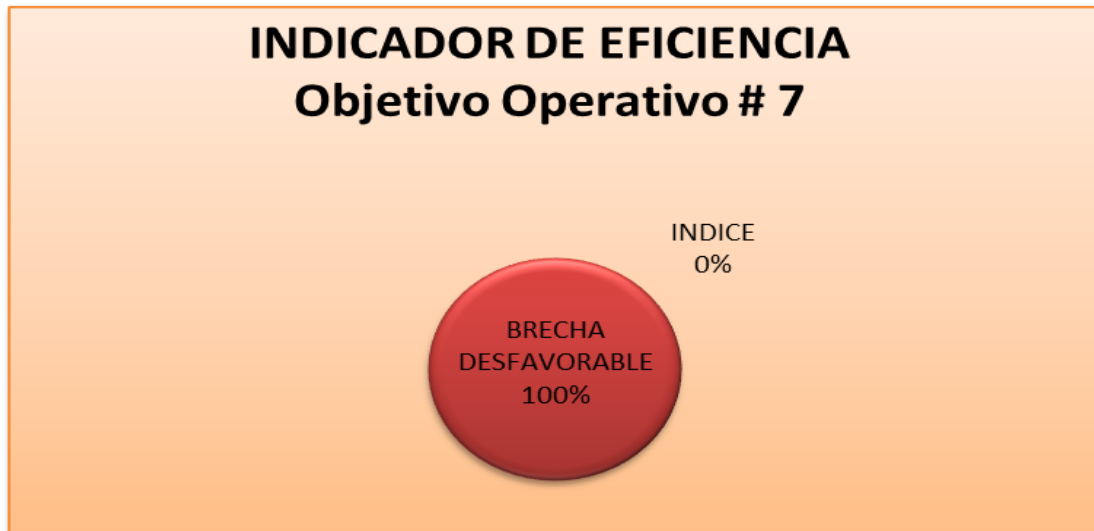 INDICADOR DE EFICIENCIA
Objetivo Operativo # 7
INDICE
0%
BRECHA
DESFAVORABLE
100%